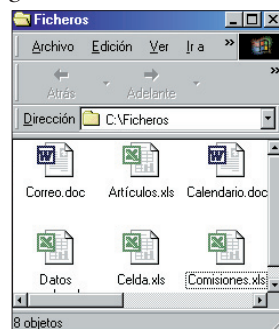 Ficheros
Archivo Edición Ver Ir a »
Atrás Adelante »
Dirección C:\Ficheros
Correo.doc Artículos.xls Calendario.doc
Datos Celda.xls Comisiones.xls
8 objetos